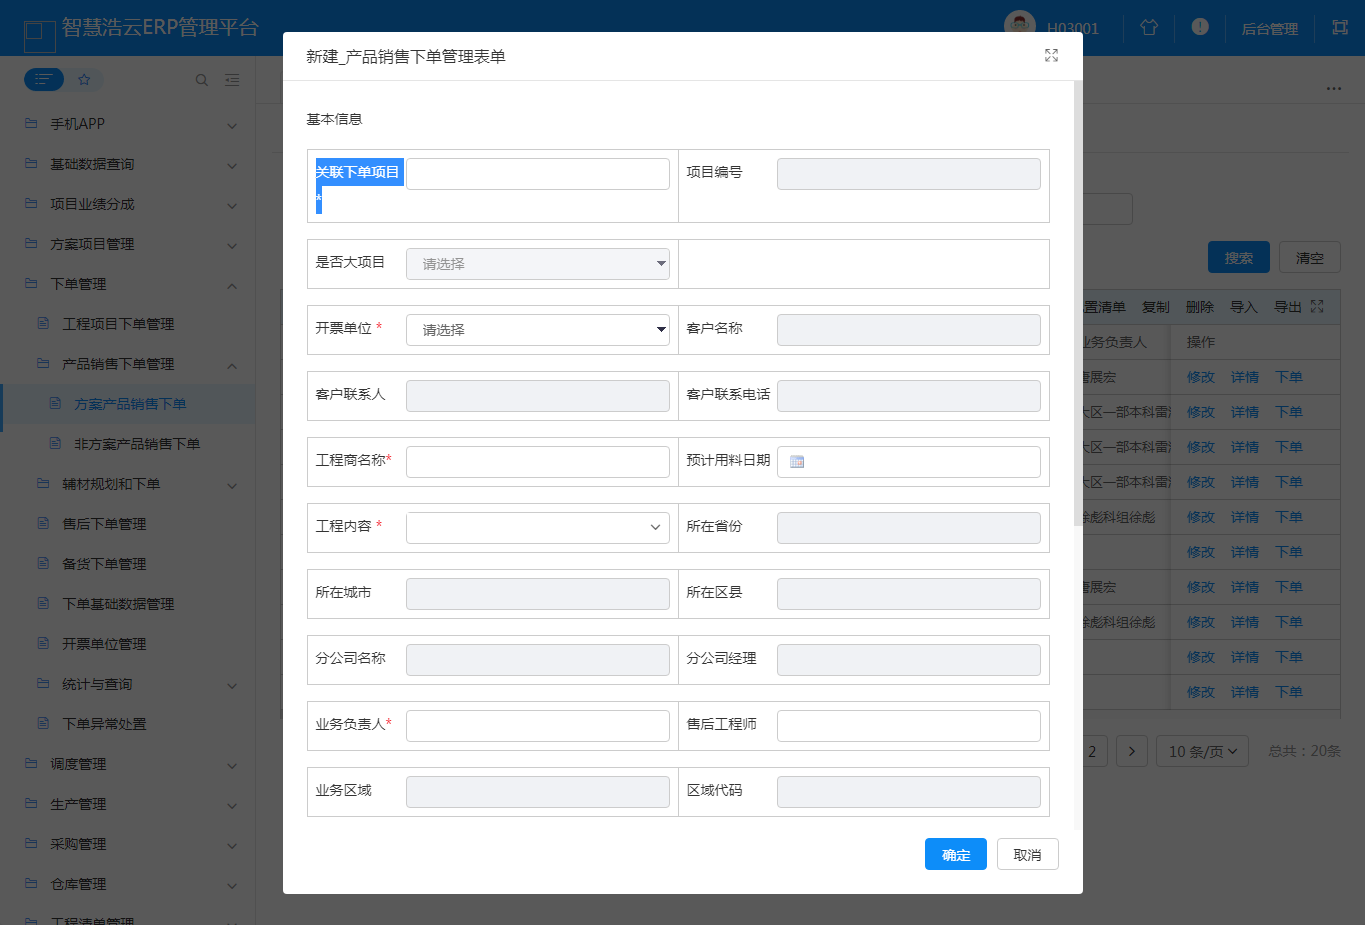 智慧浩云ERP管理平台
H03001
后台管理
新建_产品销售下单管理表单
基本信息
关联下单项目
*
项目编号
是否大项目 请选择
开票单位 * 请选择 客户名称
客户联系人 客户联系电话
工程商名称* 预计用料日期
工程内容 * 所在省份
所在城市 所在区县
分公司名称 分公司经理
业务负责人* 售后工程师
业务区域 区域代码
确定 取消
手机APP
基础数据查询
项目业绩分成
方案项目管理
下单管理
工程项目下单管理
产品销售下单管理
方案产品销售下单
非方案产品销售下单
辅材规划和下单
售后下单管理
备货下单管理
下单基础数据管理
开票单位管理
统计与查询
下单异常处置
调度管理
生产管理
采购管理
仓库管理
工程清单管理
搜索 清空
置清单 复制 删除 导入 导出
业务负责人 操作
唐展宏 修改 详情 下单
大区一部本科雷 修改 详情 下单
大区一部本科雷 修改 详情 下单
大区一部本科雷 修改 详情 下单
徐彪科组徐彪 修改 详情 下单
修改 详情 下单
唐展宏 修改 详情 下单
徐彪科组徐彪 修改 详情 下单
修改 详情 下单
修改 详情 下单
2 10 条/页 总共：20条